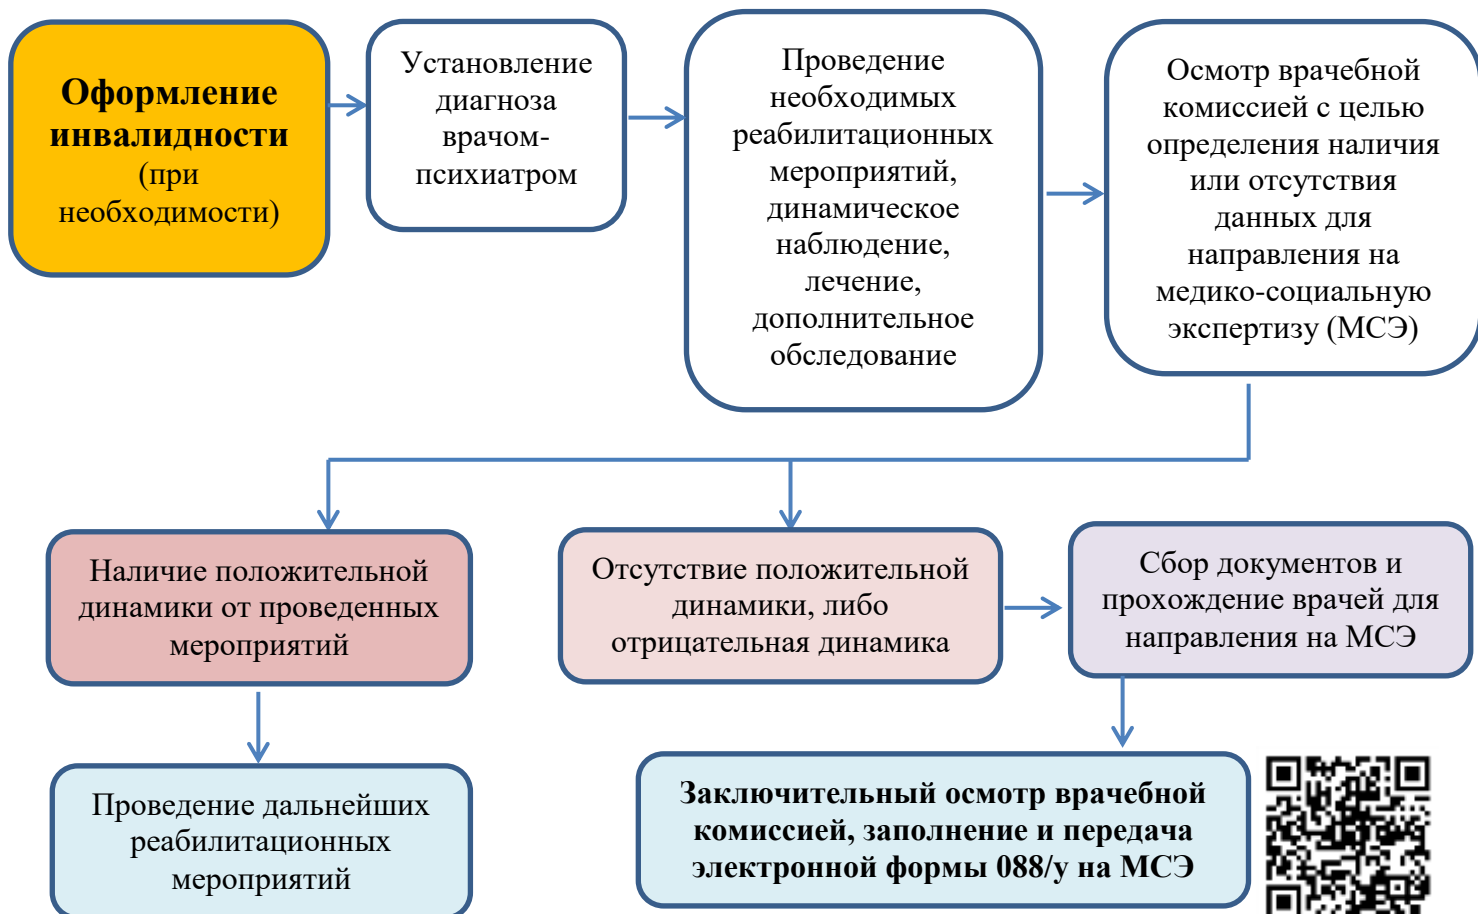 Оформление
инвалидности
(при
необходимости)
Установление
диагноза
врачом-
психиатром
Проведение
необходимых
реабилитационных
мероприятий,
динамическое
наблюдение,
лечение,
дополнительное
обследование
Осмотр врачебной
комиссией с целью
определения наличия
или отсутствия
данных для
направления на
медико-социальную
экспертизу (МСЭ)
Наличие положительной
динамики от проведенных
мероприятий
Отсутствие положительной
динамики, либо
отрицательная динамика
Сбор документов и
прохождение врачей для
направления на МСЭ
Проведение дальнейших
реабилитационных
мероприятий
Заключительный осмотр врачебной
комиссией, заполнение и передача
электронной формы 088/у на МСЭ